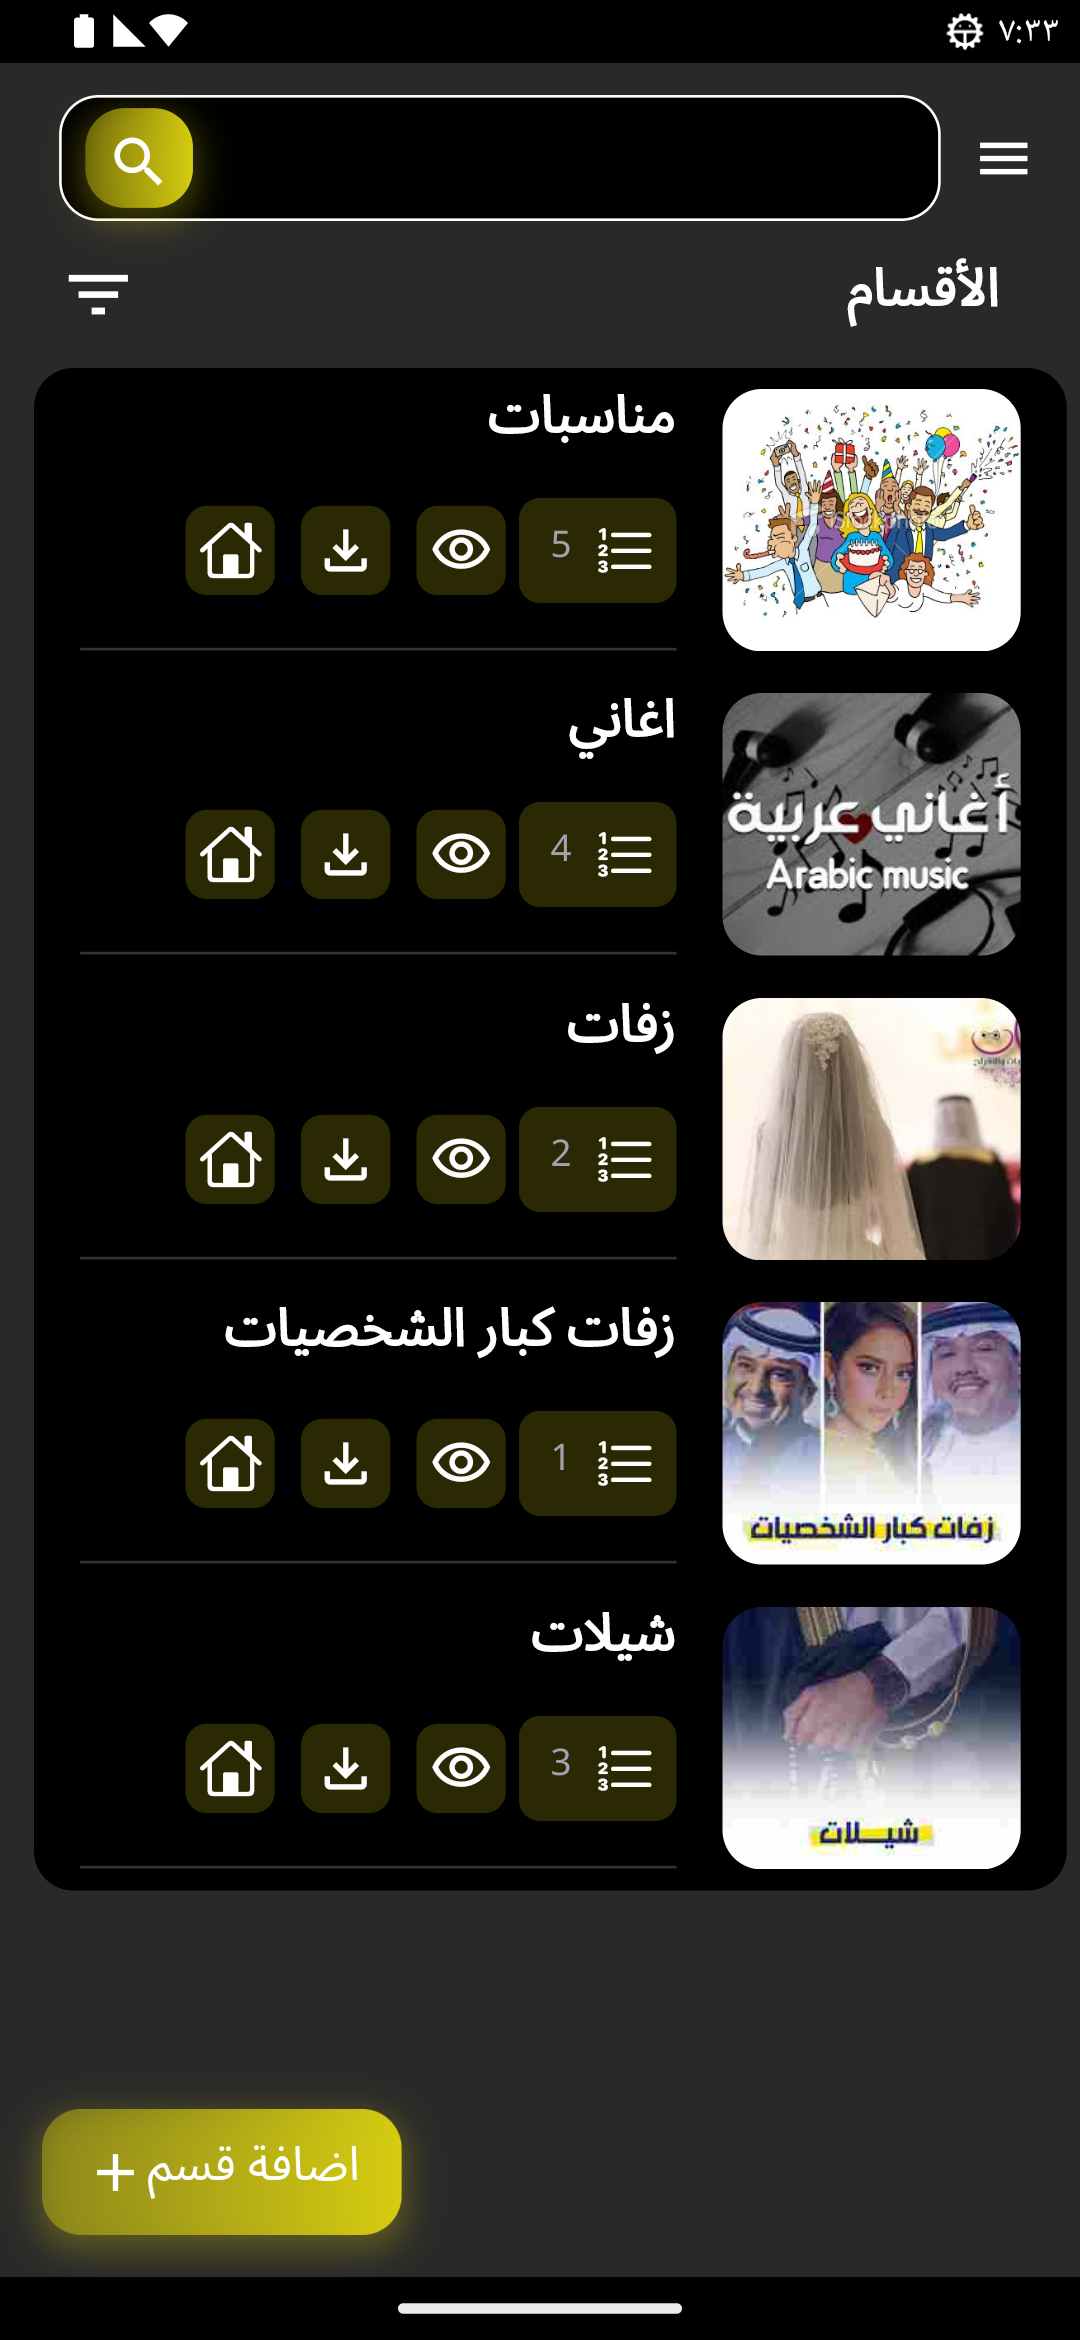 ٧:٣٣
الأقسام
مناسبات
5
اغاني
4
أغاني عربية
Arabic music
زفات
2
زفات كبار الشخصيات
1
زفات كبار الشخصيات
شيلات
3
شيــلات
اضافة قسم +